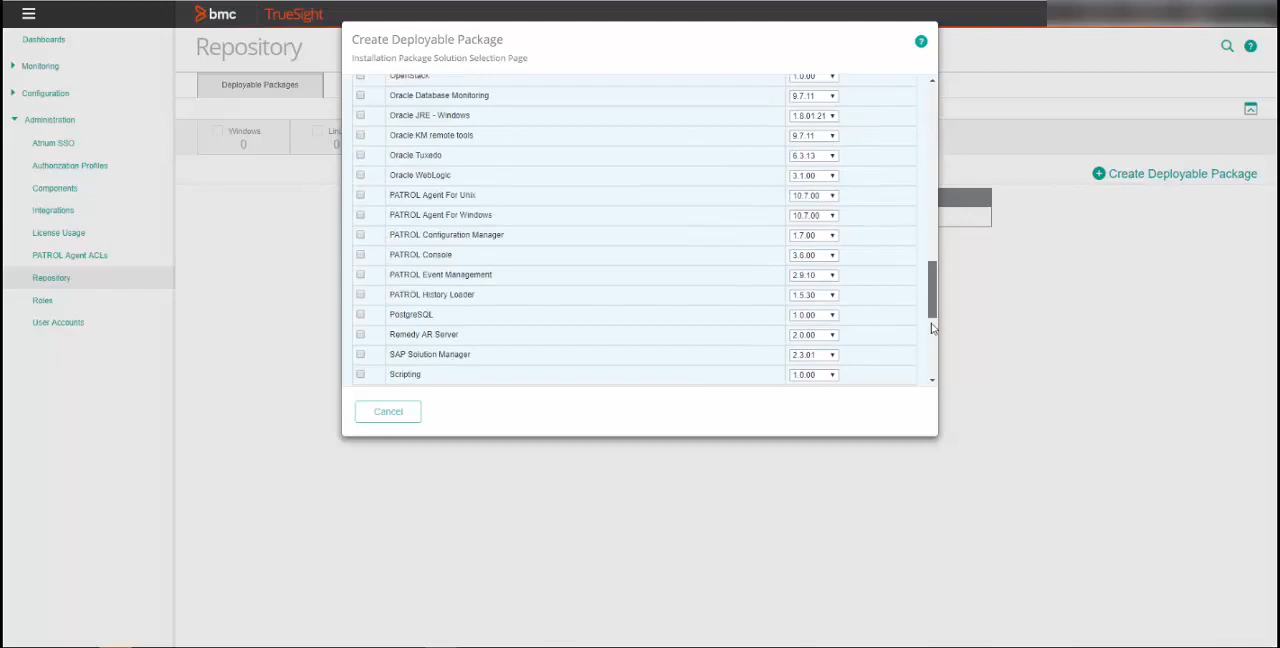 bmc TrueSight
Dashboards
Monitoring
Configuration
Administration
Atrium SSO
Authorization Profiles
Components
Integrations
License Usage
PATROL Agent ACLs
Repository
Roles
User Accounts
Repository
Deployable Packages
Windows
0
Linu
0
Create Deployable Package
Create Deployable Package
Installation Package Solution Selection Page
OpenStack 1.0.00
Oracle Database Monitoring 9.7.11
Oracle JRE - Windows 1.8.01.21
Oracle KM remote tools 9.7.11
Oracle Tuxedo 6.3.13
Oracle WebLogic 3.1.00
PATROL Agent For Unix 10.7.00
PATROL Agent For Windows 10.7.00
PATROL Configuration Manager 1.7.00
PATROL Console 3.6.00
PATROL Event Management 2.9.10
PATROL History Loader 1.5.30
PostgreSQL 1.0.00
Remedy AR Server 2.0.00
SAP Solution Manager 2.3.01
Scripting 1.0.00
Cancel